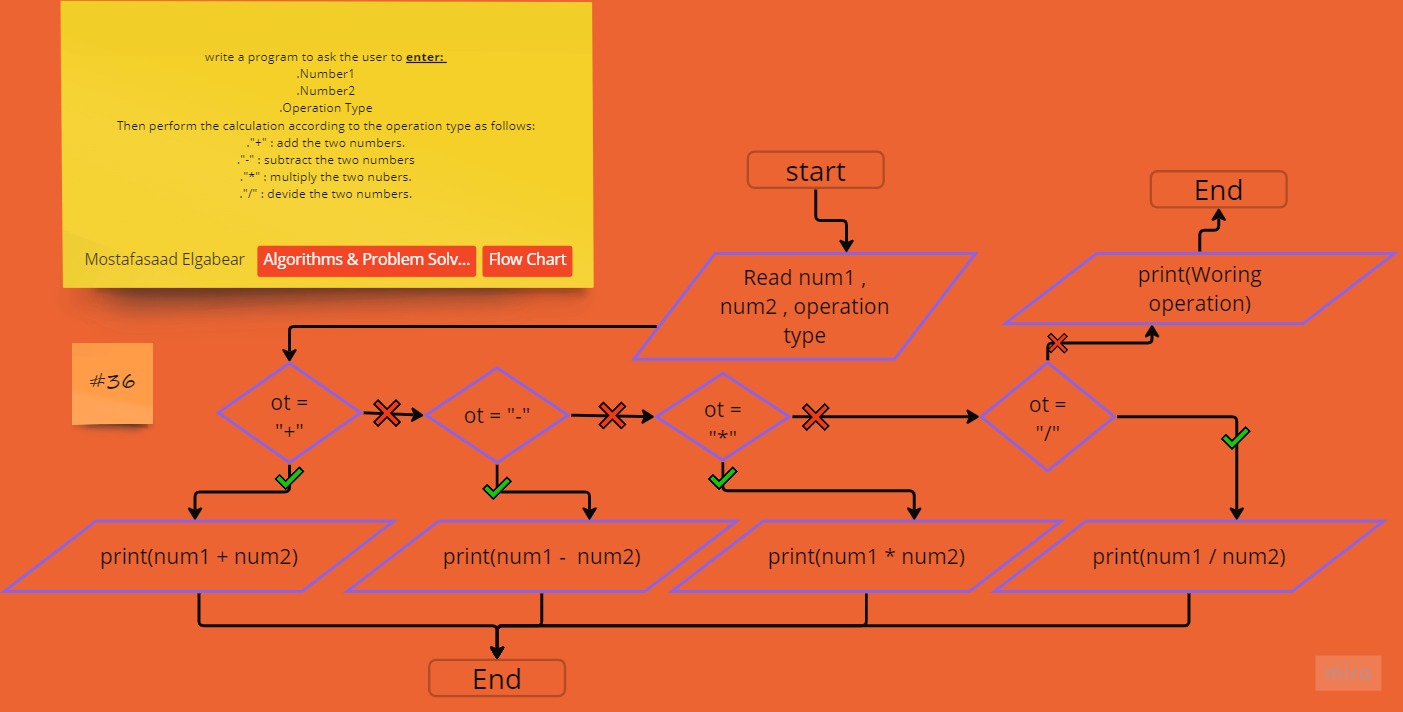 write a program to ask the user to enter:
.Number1
.Number2
.Operation Type
Then perform the calculation according to the operation type as follows:
."+" : add the two numbers.
."-" : subtract the two numbers
."*" : multiply the two nubers.
."/" : devide the two numbers.
Mostafasaad Elgabear Algorithms & Problem Solv... Flow Chart
#36
start
End
Read num1 ,
num2 , operation
type
print(Woring
operation)
ot =
"+"
ot = "-"
ot =
"*"
ot =
"/"
print(num1 + num2)
print(num1 - num2)
print(num1 * num2)
print(num1 / num2)
End
miro